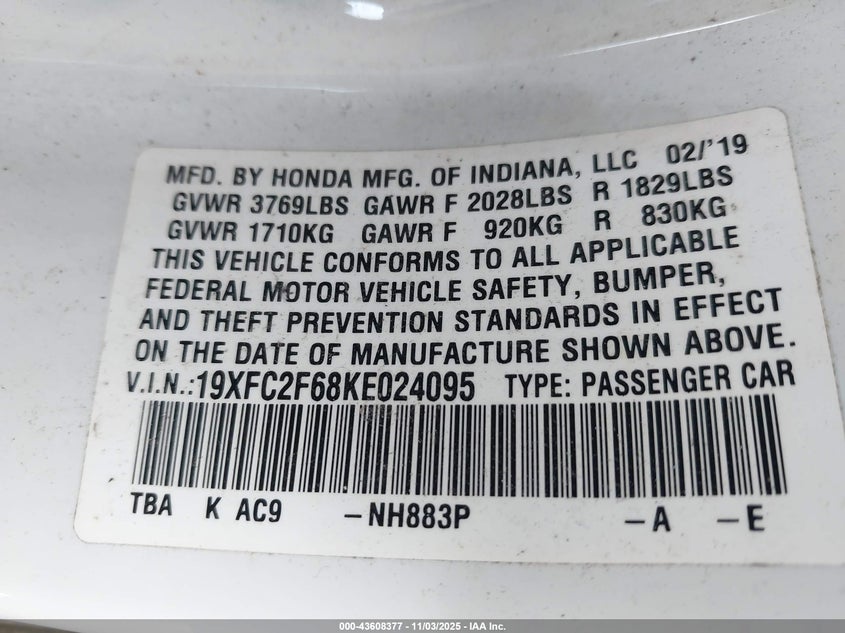 MFD. BY HONDA MFG. OF INDIANA, LLC 02/'19
GVWR 3769LBS GAWR F 2028LBS R 1829LBS
GVWR 1710KG GAWR F 920KG R 830KG
THIS VEHICLE CONFORMS TO ALL APPLICABLE
FEDERAL MOTOR VEHICLE SAFETY, BUMPER,
AND THEFT PREVENTION STANDARDS IN EFFECT
ON THE DATE OF MANUFACTURE SHOWN ABOVE.
V.I.N.:19XFC2F68KE024095 TYPE: PASSENGER CAR
TBA K AC9 -NH883P -A -E
000-43608377 - 11/03/2025 - IAA Inc.